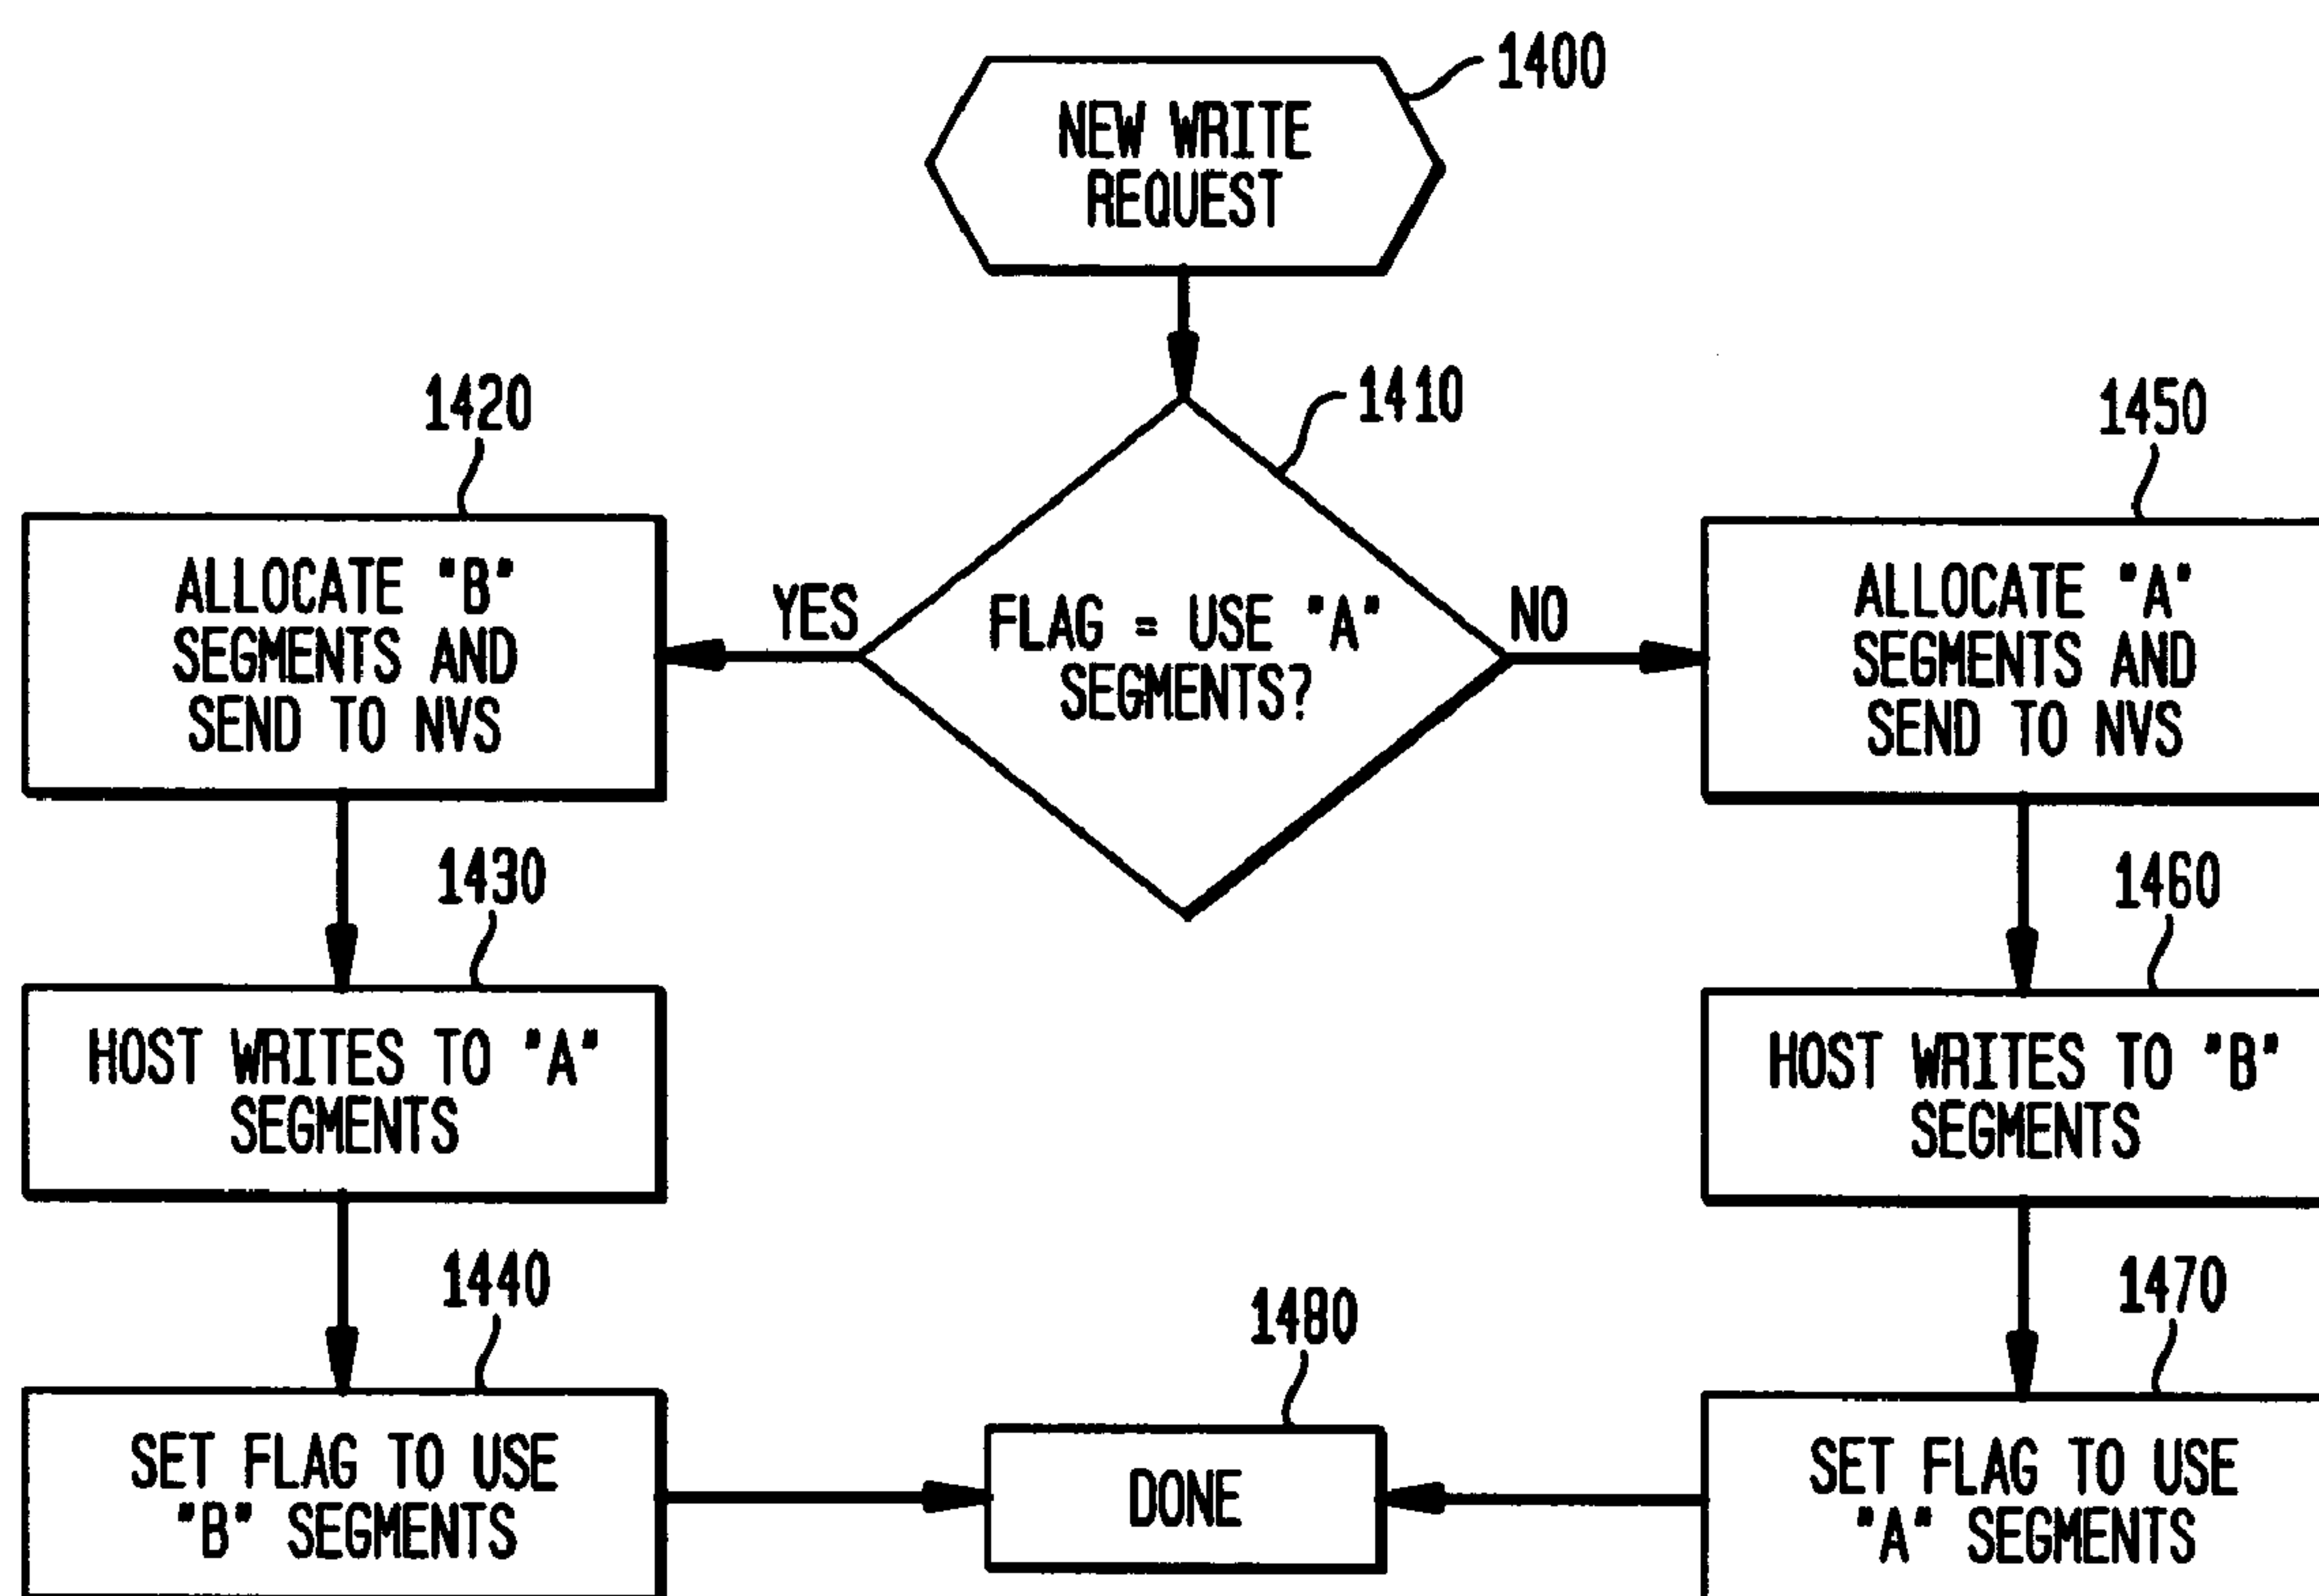 1400
NEW WRITE
REQUEST
1410
1420
1450
ALLOCATE "B"
SEGMENTS AND
SEND TO NVS
YES
FLAG = USE "A"
SEGMENTS?
NO
ALLOCATE "A"
SEGMENTS AND
SEND TO NVS
1430
1460
HOST WRITES TO "A"
SEGMENTS
HOST WRITES TO "B"
SEGMENTS
1440
1480
1470
SET FLAG TO USE
"B" SEGMENTS
DONE
SET FLAG TO USE
"A" SEGMENTS